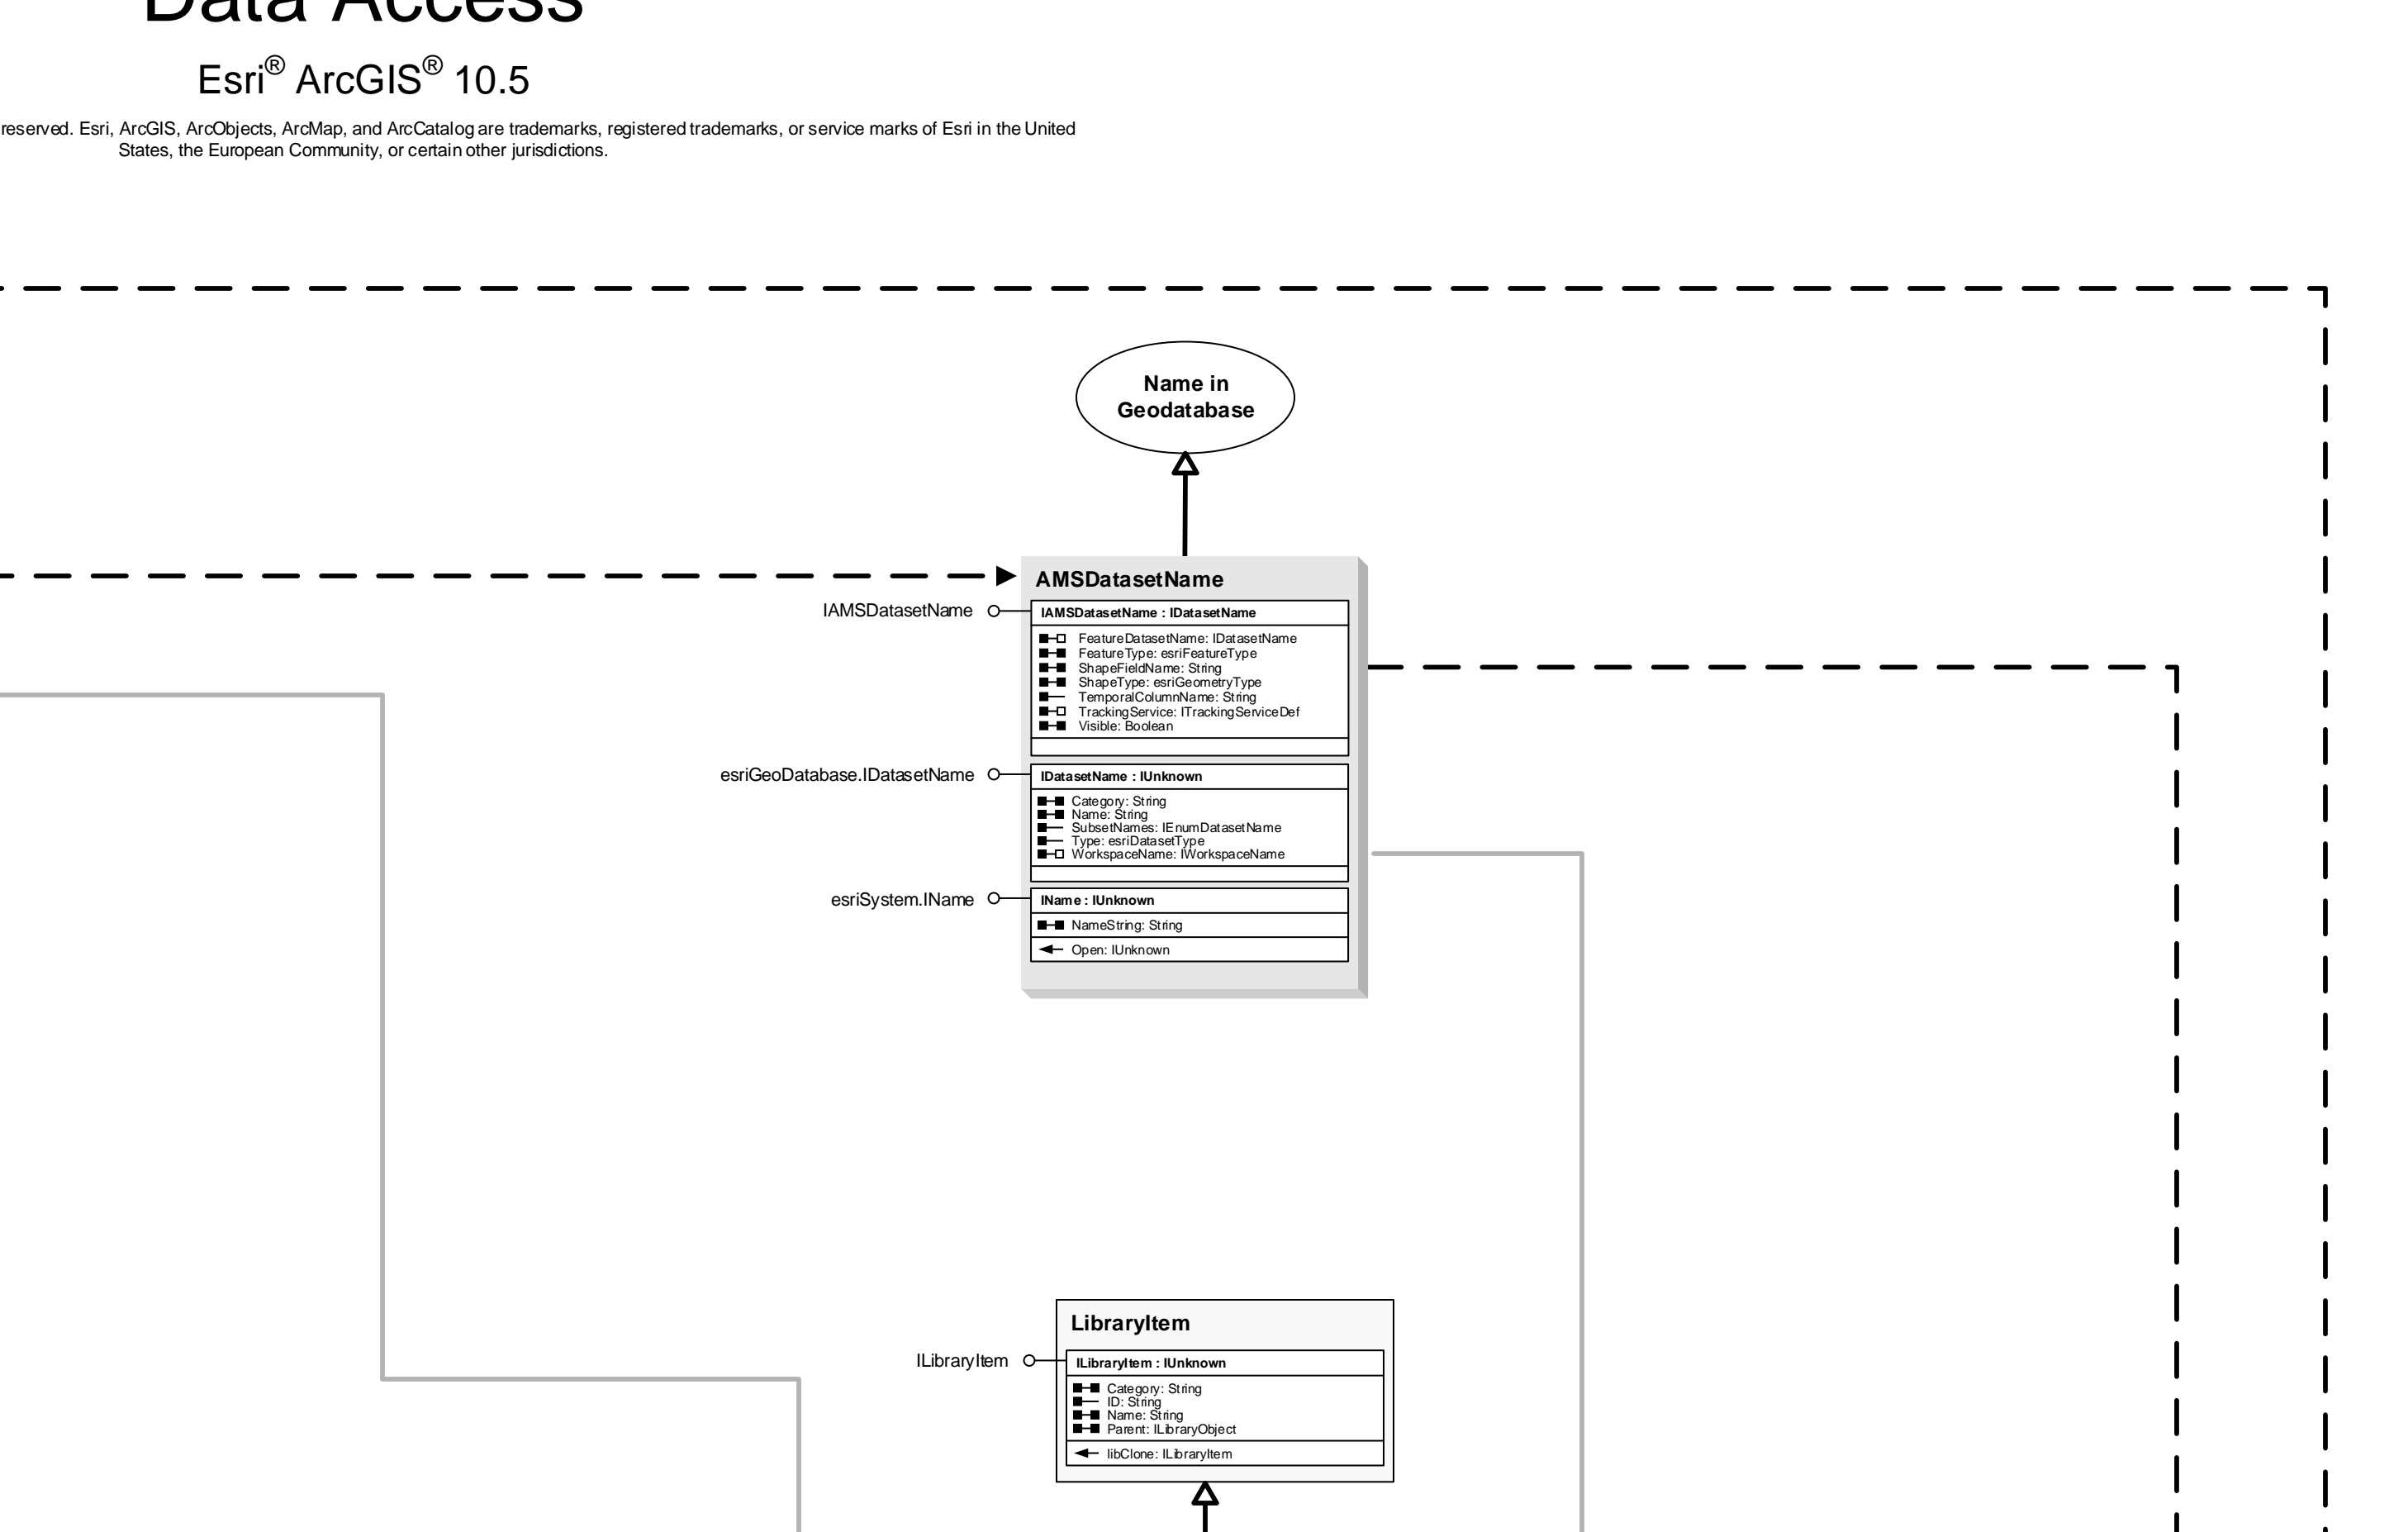 Data Access
Esri® ArcGIS® 10.5
reserved. Esri, ArcGIS, ArcObjects, ArcMap, and ArcCatalog are trademarks, registered trademarks, or service marks of Esri in the United
States, the European Community, or certain other jurisdictions.
Name in
Geodatabase
AMSDatasetName
IAMSDatasetName
IAMSDatasetName : IDatasetName
FeatureDatasetName: IDatasetName
FeatureType: esriFeatureType
ShapeFieldName: String
ShapeType: esriGeometryType
TemporalColumnName: String
TrackingService: ITrackingServiceDef
Visible: Boolean
esriGeoDatabase.IDatasetName
IDatasetName : IUnknown
Category: String
Name: String
SubsetNames: IEnumDatasetName
Type: esriDatasetType
WorkspaceName: IWorkspaceName
esriSystem.IName
IName : IUnknown
NameString: String
Open: IUnknown
LibraryItem
ILibraryItem
ILibraryItem : IUnknown
Category: String
ID: String
Name: String
Parent: ILibraryObject
libClone: ILibraryItem